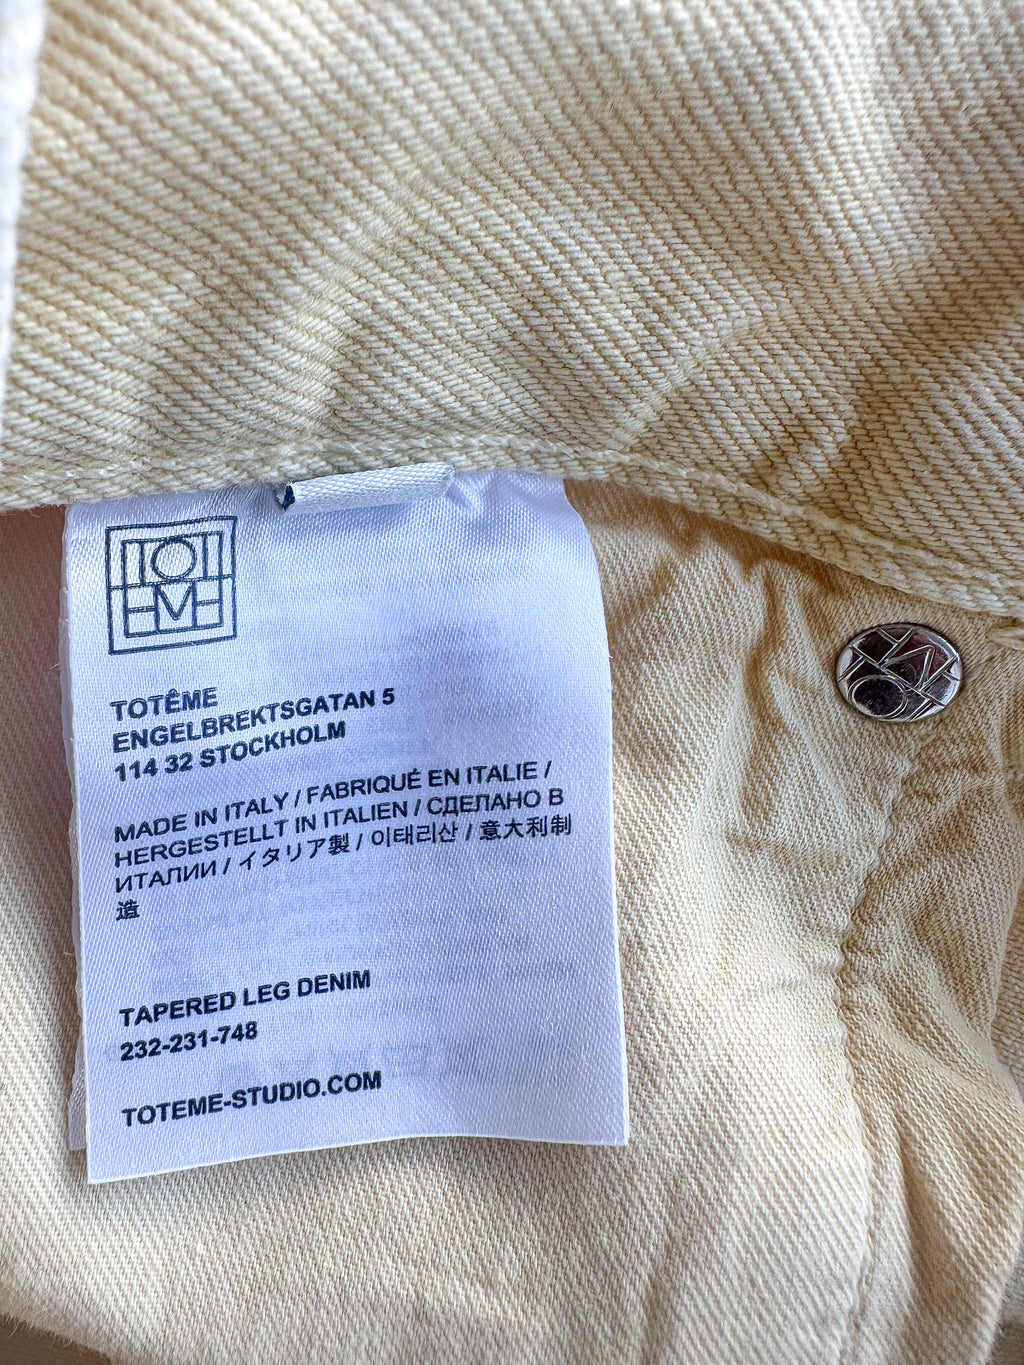 TOTÊME
TOTÊME
ENGELBREKTSGATAN 5
114 32 STOCKHOLM
MADE IN ITALY / FABRIQUÉ EN ITALIE /
HERGESTELLT IN ITALIEN / СДЕЛАНО В
ИТАЛИИ / イタリア製 / 이태리산 / 意大利制
造
TAPERED LEG DENIM
232-231-748
TOTEME-STUDIO.COM